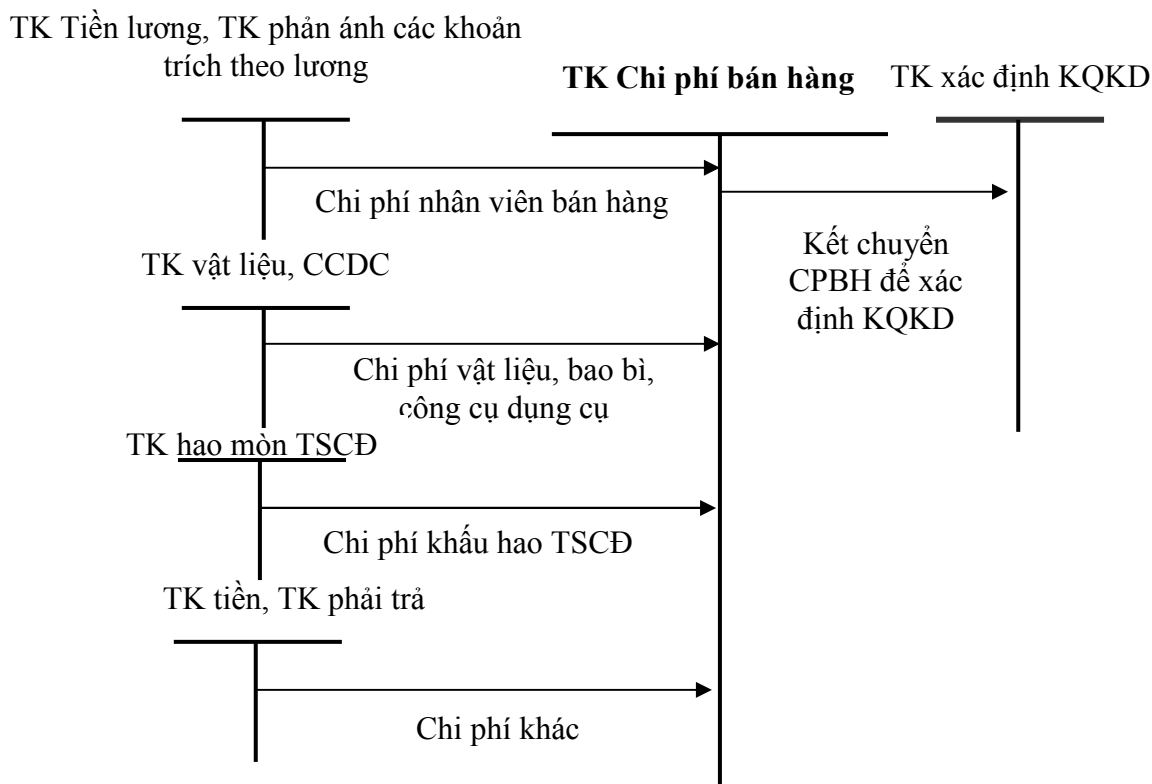 TK Tiền lương, TK phản ánh các khoản
trích theo lương
TK Chi phí bán hàng
TK xác định KQKD
Chi phí nhân viên bán hàng
Kết chuyển
CPBH để xác
định KQKD
TK vật liệu, CCDC
Chi phí vật liệu, bao bì,
công cụ dụng cụ
TK hao mòn TSCĐ
Chi phí khấu hao TSCĐ
TK tiền, TK phải trả
Chi phí khác